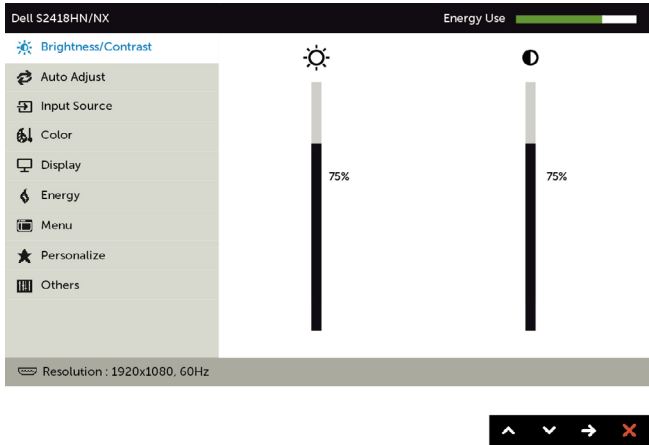 Dell S2418HN/NX
Energy Use
Brightness/Contrast
Auto Adjust
Input Source
Color
Display
Energy
Menu
Personalize
Others
75%
75%
Resolution : 1920x1080, 60Hz